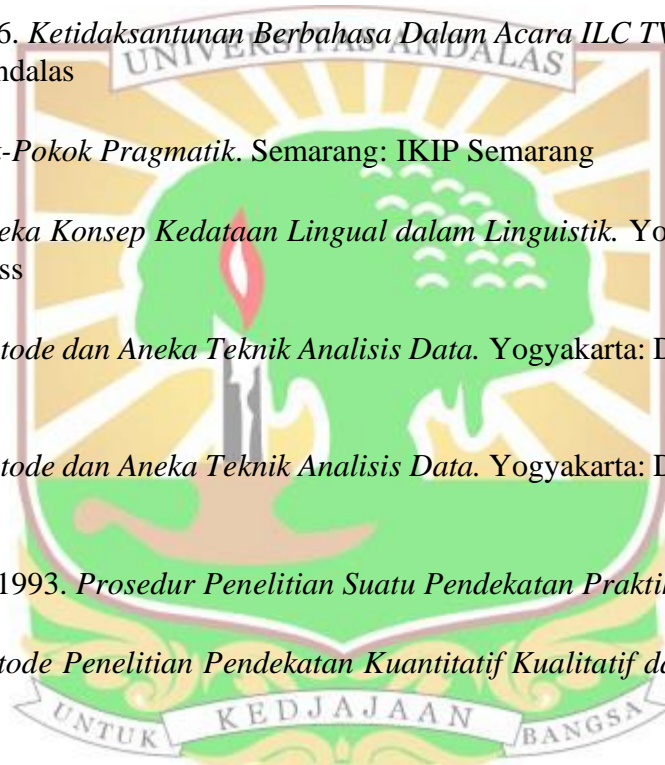 6. Ketidaksantunan Berbahasa Dalam Acara ILC TV
UNIVERSITAS ANDALAS
ndalas
-Pokok Pragmatik. Semarang: IKIP Semarang
eka Konsep Kedataan Lingual dalam Linguistik. Yo
ss
tode dan Aneka Teknik Analisis Data. Yogyakarta: D
tode dan Aneka Teknik Analisis Data. Yogyakarta: D
1993. Prosedur Penelitian Suatu Pendekatan Prakti
tode Penelitian Pendekatan Kuantitatif Kualitatif da
UNTUK KEDJAJAAN BANGSA